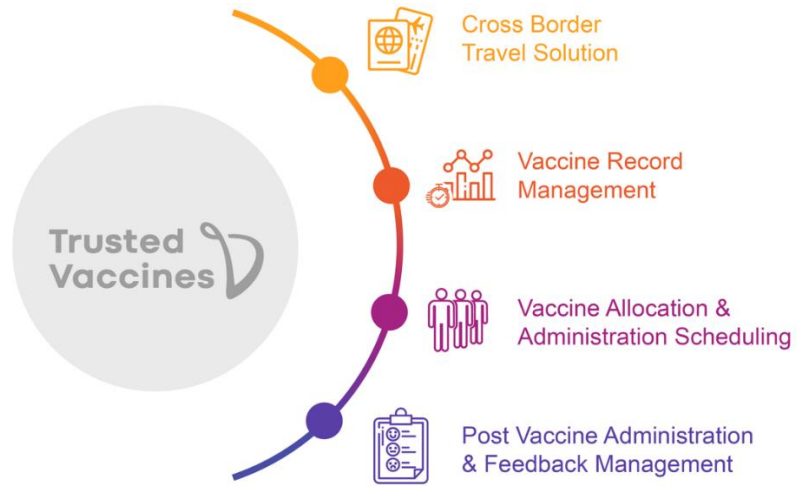 Cross Border
Travel Solution
Trusted
Vaccines
Vaccine Record
Management
Vaccine Allocation &
Administration Scheduling
Post Vaccine Administration
& Feedback Management